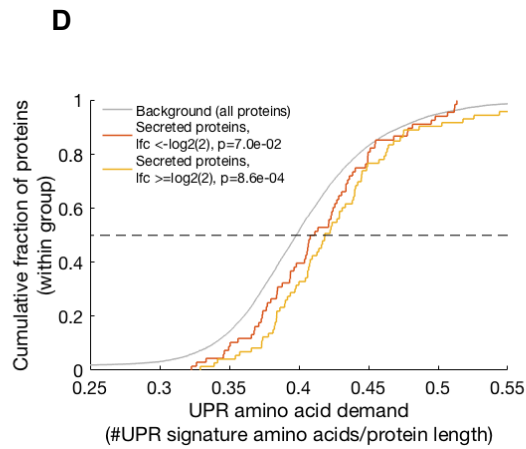 D
Cumulative fraction of proteins
(within group)
1
0.8
0.6
0.4
0.2
0
Background (all proteins)
Secreted proteins,
lfc <-log2(2), p=7.0e-02
Secreted proteins,
lfc >=log2(2), p=8.6e-04
0.25 0.3 0.35 0.4 0.45 0.5 0.55
UPR amino acid demand
(#UPR signature amino acids/protein length)